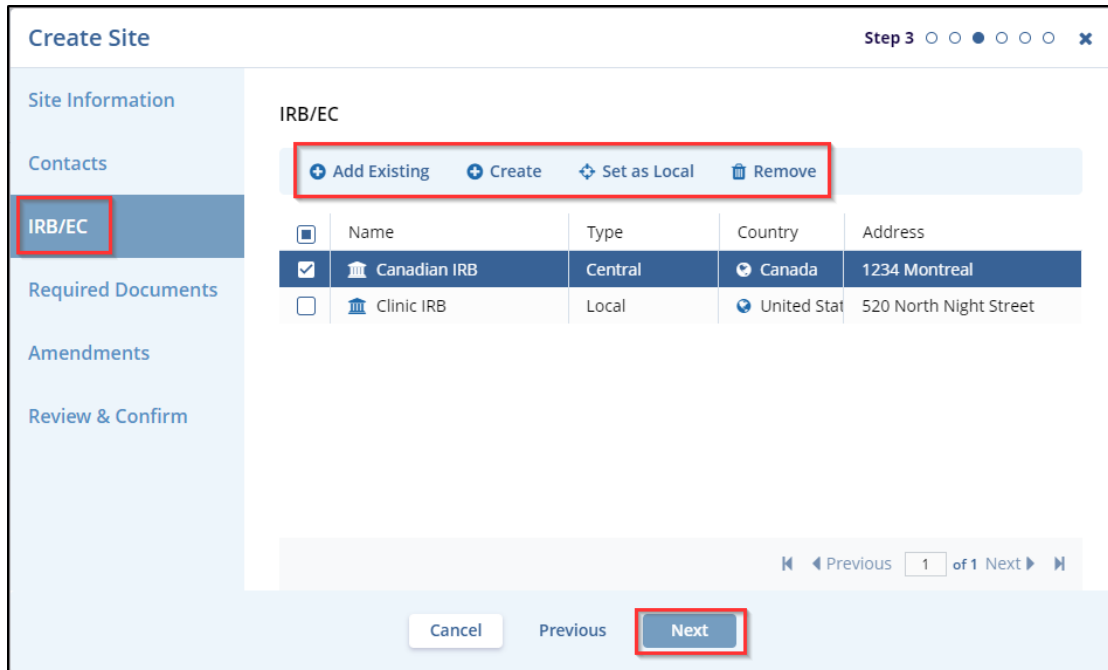 Create Site
Step 3
Site Information
Contacts
IRB/EC
Required Documents
Amendments
Review & Confirm
IRB/EC
Add Existing Create Set as Local Remove
Name Type Country Address
Canadian IRB Central Canada 1234 Montreal
Clinic IRB Local United Stat 520 North Night Street
Previous 1 of 1 Next
Cancel Previous Next